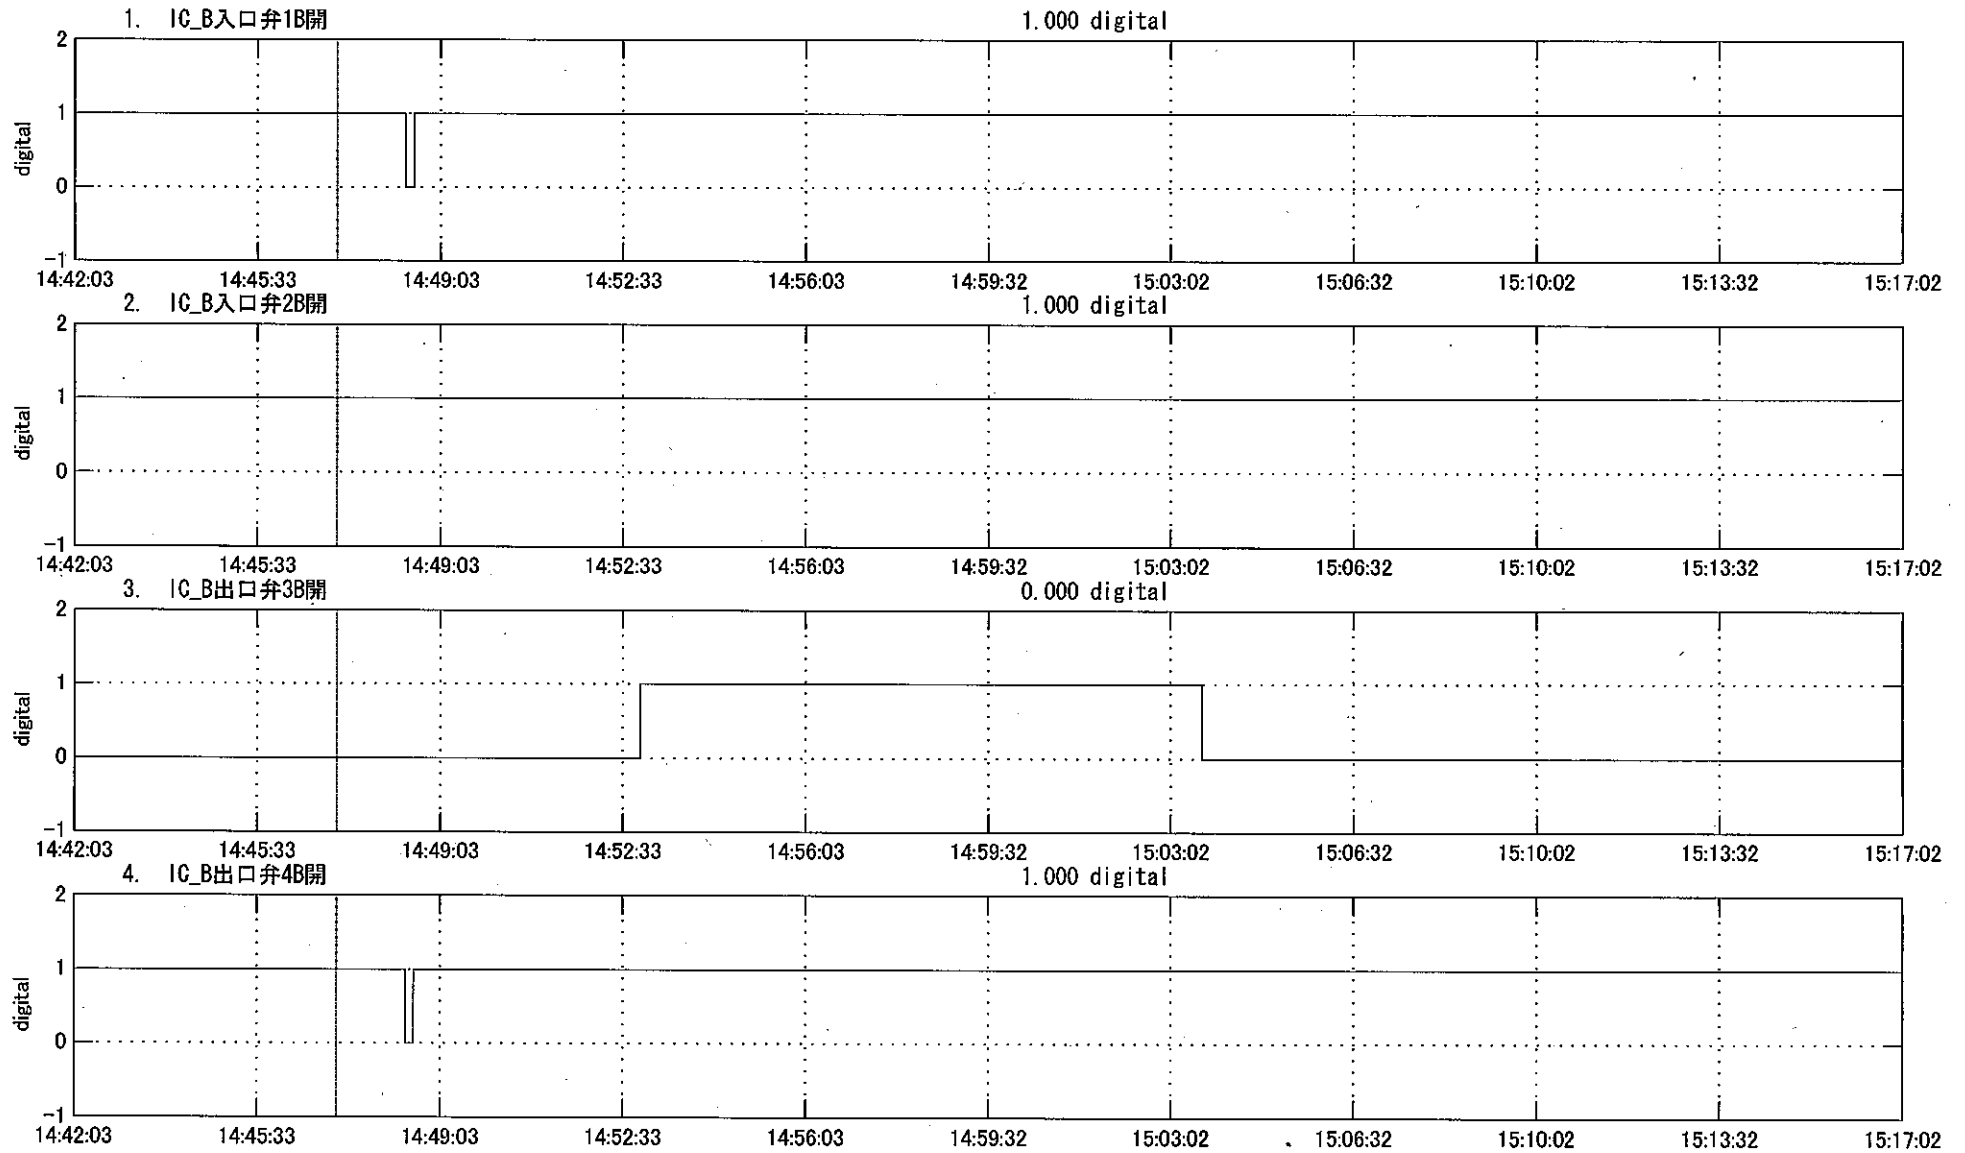 1. IC_B入口弁1B開 1.000 digital
2
1
0
-1
digital
14:42:03 14:45:33 14:49:03 14:52:33 14:56:03 14:59:32 15:03:02 15:06:32 15:10:02 15:13:32 15:17:02
2. IC_B入口弁2B開 1.000 digital
2
1
0
-1
digital
14:42:03 14:45:33 14:49:03 14:52:33 14:56:03 14:59:32 15:03:02 15:06:32 15:10:02 15:13:32 15:17:02
3. IC_B出口弁3B開 0.000 digital
2
1
0
-1
digital
14:42:03 14:45:33 14:49:03 14:52:33 14:56:03 14:59:32 15:03:02 15:06:32 15:10:02 15:13:32 15:17:02
4. IC_B出口弁4B開 1.000 digital
2
1
0
-1
digital
14:42:03 14:45:33 14:49:03 14:52:33 14:56:03 14:59:32 15:03:02 15:06:32 15:10:02 15:13:32 15:17:02